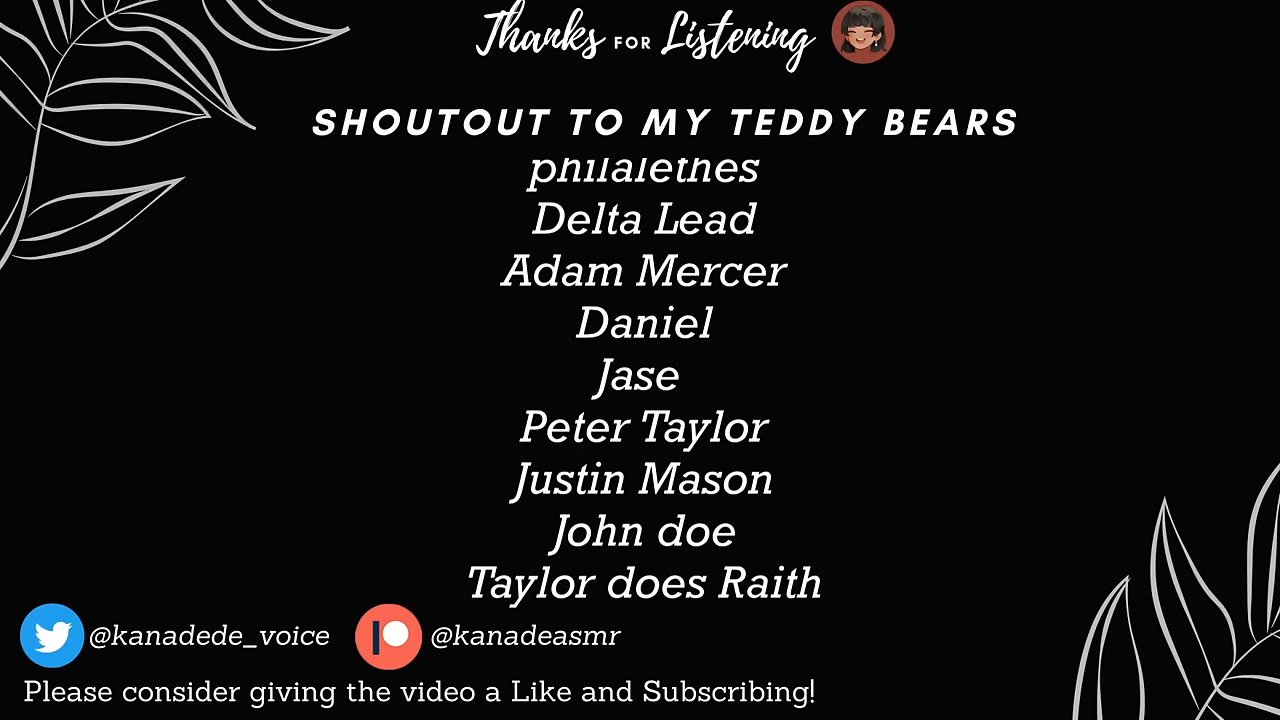 Thanks FOR Listening
SHOUTOUT TO MY TEDDY BEARS
philalethes
Delta Lead
Adam Mercer
Daniel
Jase
Peter Taylor
Justin Mason
John doe
Taylor does Raith
@kanadede_voice @kanadeasmr
Please consider giving the video a Like and Subscribing!